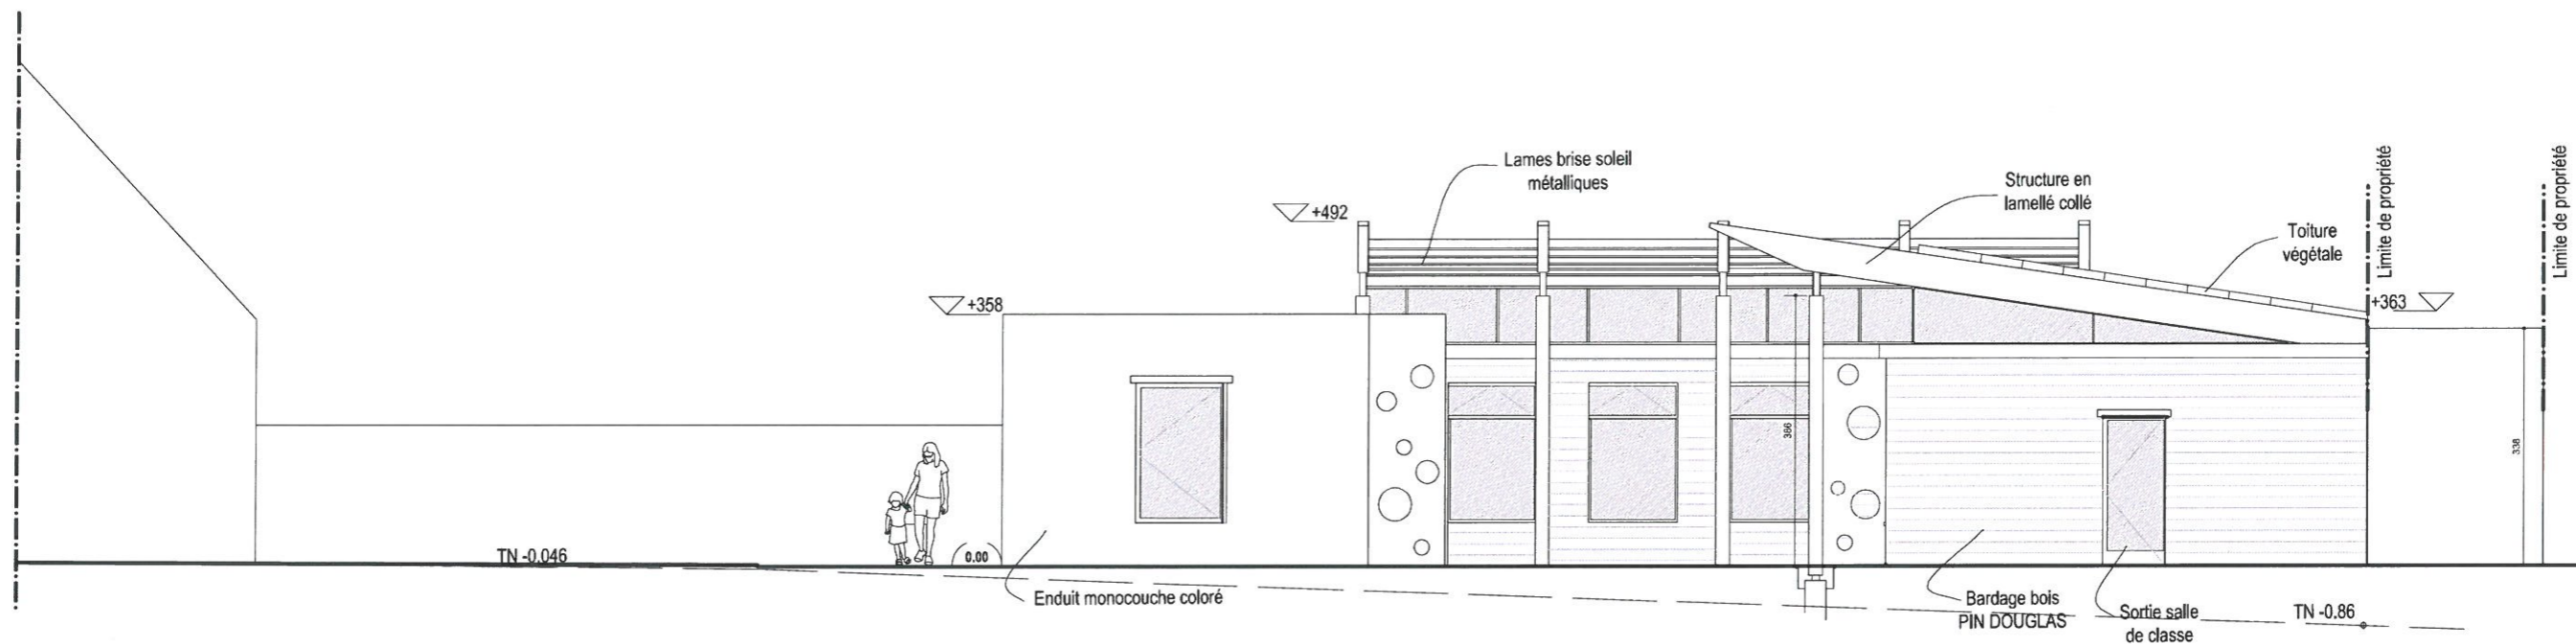 Lames brise soleil
métalliques
Structure en
lamellé collé
Toiture
végétale
Limite de propriété
Limite de propriété
+492
+358
+363
386
338
TN -0.046
0.00
Enduit monocouche coloré
Bardage bois
PIN DOUGLAS
Sortie salle
de classe
TN -0.86